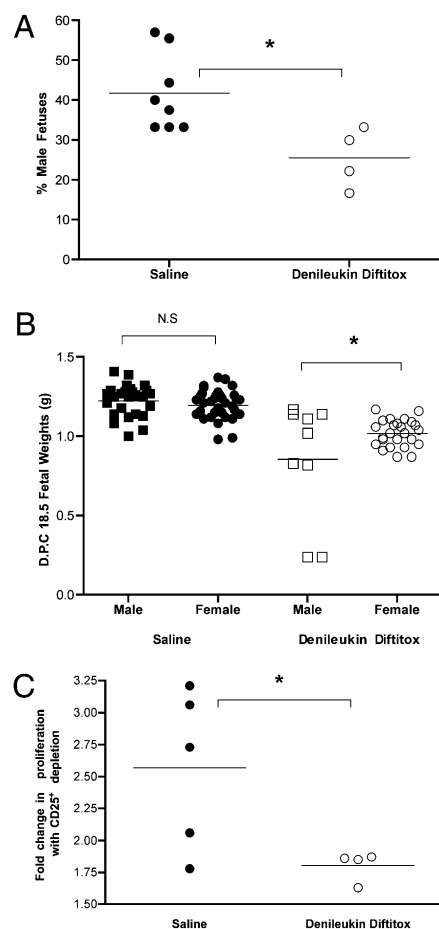 A
60
50
40
30
20
10
0
% Male Fetuses
*
Saline
Denileukin Diftitox
B
N.S
*
1.5
1.0
0.5
0.0
D.P.C 18.5 Fetal Weights (g)
Male
Female
Male
Female
Saline
Denileukin Diftitox
C
3.25
3.00
2.75
2.50
2.25
2.00
1.75
1.50
Fold change in proliferation
with CD25+ depletion
*
Saline
Denileukin Diftitox